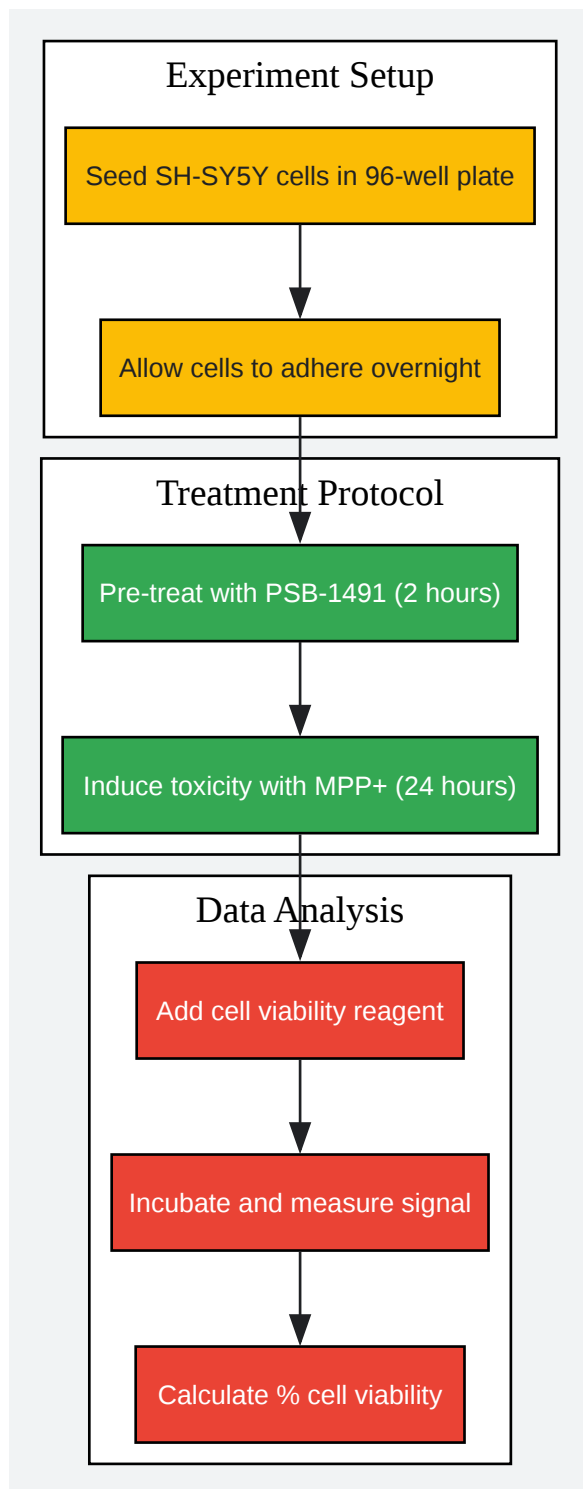 Experiment Setup
Seed SH-SY5Y cells in 96-well plate
Allow cells to adhere overnight
Treatment Protocol
Pre-treat with PSB-1491 (2 hours)
Induce toxicity with MPP+ (24 hours)
Data Analysis
Add cell viability reagent
Incubate and measure signal
Calculate % cell viability